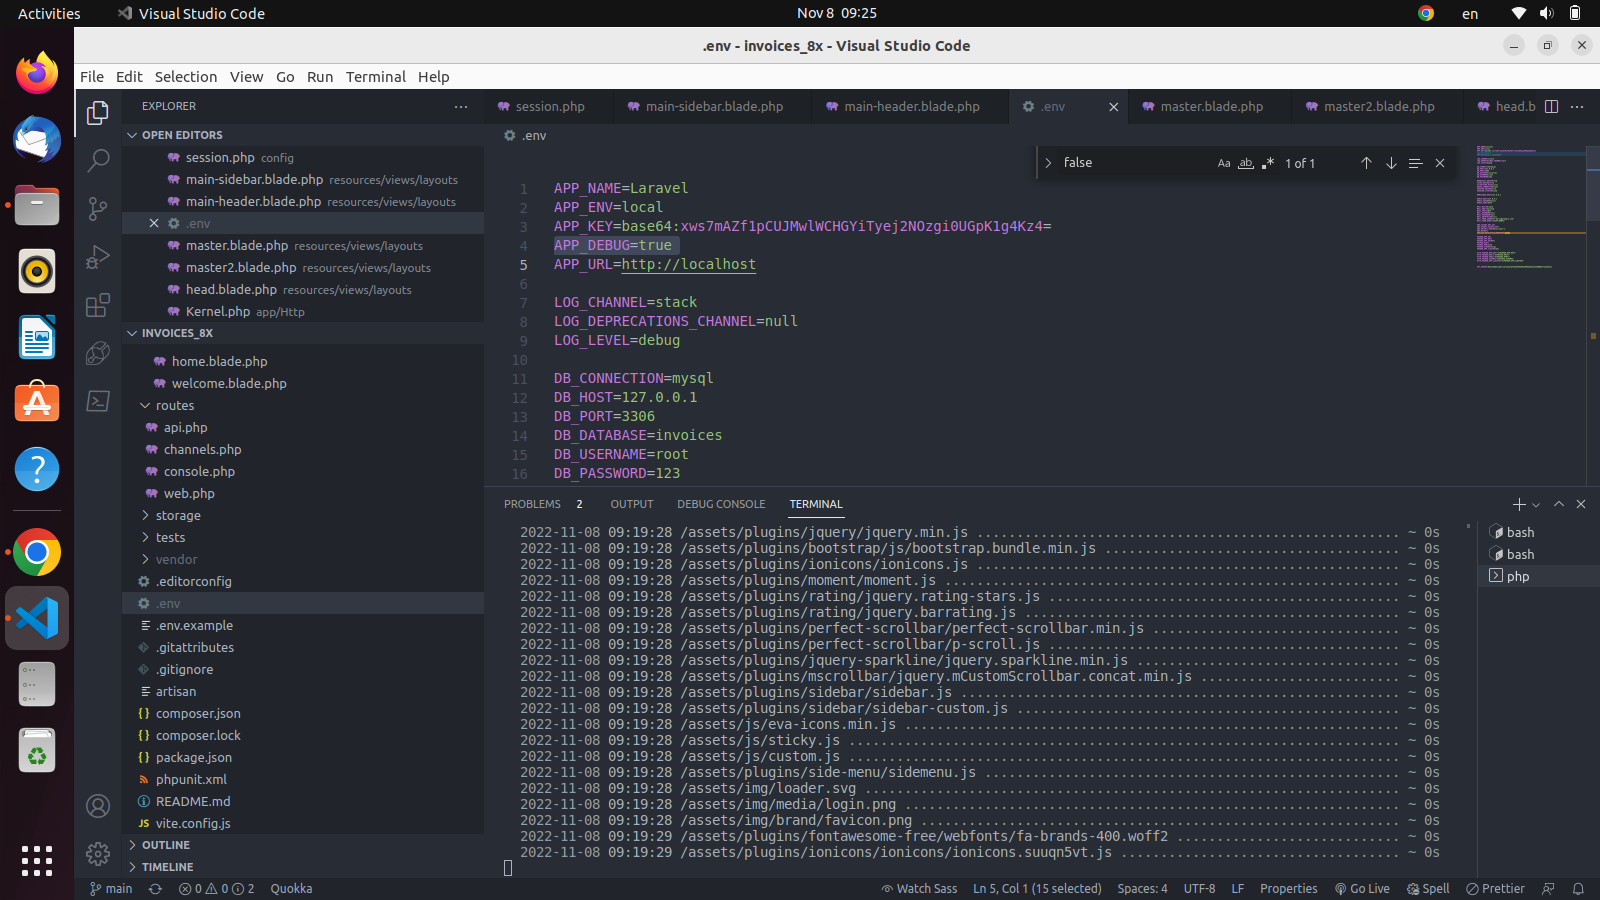 Activities
Visual Studio Code
Nov 8 09:25
en
.env - invoices_8x - Visual Studio Code
File Edit Selection View Go Run Terminal Help
EXPLORER
session.php
main-sidebar.blade.php
main-header.blade.php
.env
master.blade.php
master2.blade.php
head.b
OPEN EDITORS
session.php config
main-sidebar.blade.php resources/views/layouts
main-header.blade.php resources/views/layouts
.env
master.blade.php resources/views/layouts
master2.blade.php resources/views/layouts
head.blade.php resources/views/layouts
Kernel.php app/Http
INVOICES_8X
home.blade.php
welcome.blade.php
routes
api.php
channels.php
console.php
web.php
storage
tests
vendor
.editorconfig
.env
.env.example
.gitattributes
.gitignore
artisan
composer.json
composer.lock
package.json
phpunit.xml
README.md
vite.config.js
OUTLINE
TIMELINE
.env
false
Aa ab 1 of 1
1 APP_NAME=Laravel
2 APP_ENV=local
3 APP_KEY=base64:xws7mAZf1pCUJMwlWCHGYiTyej2NOzgi0UGpK1g4Kz4=
4 APP_DEBUG=true
5 APP_URL=http://localhost
6
7 LOG_CHANNEL=stack
8 LOG_DEPRECATIONS_CHANNEL=null
9 LOG_LEVEL=debug
10
11 DB_CONNECTION=mysql
12 DB_HOST=127.0.0.1
13 DB_PORT=3306
14 DB_DATABASE=invoices
15 DB_USERNAME=root
16 DB_PASSWORD=123
PROBLEMS 2 OUTPUT DEBUG CONSOLE TERMINAL
2022-11-08 09:19:28 /assets/plugins/jquery/jquery.min.js ..................................................... ~ 0s
2022-11-08 09:19:28 /assets/plugins/bootstrap/js/bootstrap.bundle.min.js ..................................... ~ 0s
2022-11-08 09:19:28 /assets/plugins/ionicons/ionicons.js ..................................................... ~ 0s
2022-11-08 09:19:28 /assets/plugins/moment/moment.js ......................................................... ~ 0s
2022-11-08 09:19:28 /assets/plugins/rating/jquery.rating-stars.js ............................................ ~ 0s
2022-11-08 09:19:28 /assets/plugins/rating/jquery.barrating.js ............................................... ~ 0s
2022-11-08 09:19:28 /assets/plugins/perfect-scrollbar/perfect-scrollbar.min.js ............................... ~ 0s
2022-11-08 09:19:28 /assets/plugins/perfect-scrollbar/p-scroll.js ............................................ ~ 0s
2022-11-08 09:19:28 /assets/plugins/jquery-sparkline/jquery.sparkline.min.js ................................. ~ 0s
2022-11-08 09:19:28 /assets/plugins/mscrollbar/jquery.mCustomScrollbar.concat.min.js ......................... ~ 0s
2022-11-08 09:19:28 /assets/plugins/sidebar/sidebar.js ....................................................... ~ 0s
2022-11-08 09:19:28 /assets/plugins/sidebar/sidebar-custom.js ................................................ ~ 0s
2022-11-08 09:19:28 /assets/js/eva-icons.min.js .............................................................. ~ 0s
2022-11-08 09:19:28 /assets/js/sticky.js ..................................................................... ~ 0s
2022-11-08 09:19:28 /assets/js/custom.js ..................................................................... ~ 0s
2022-11-08 09:19:28 /assets/plugins/side-menu/sidemenu.js .................................................... ~ 0s
2022-11-08 09:19:28 /assets/img/loader.svg ................................................................... ~ 0s
2022-11-08 09:19:28 /assets/img/media/login.png .............................................................. ~ 0s
2022-11-08 09:19:28 /assets/img/brand/favicon.png ............................................................ ~ 0s
2022-11-08 09:19:29 /assets/plugins/fontawesome-free/webfonts/fa-brands-400.woff2 ............................ ~ 0s
2022-11-08 09:19:29 /assets/plugins/ionicons/ionicons/ionicons.suuqn5vt.js ................................... ~ 0s
bash
bash
php
main 0 0 2 Quokka
Watch Sass Ln 5, Col 1 (15 selected) Spaces: 4 UTF-8 LF Properties Go Live Spell Prettier